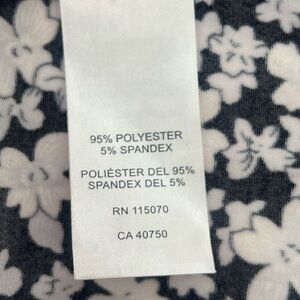 95% POLYESTER
5% SPANDEX
POLIÉSTER DEL 95%
SPANDEX DEL 5%
RN 115070
CA 40750